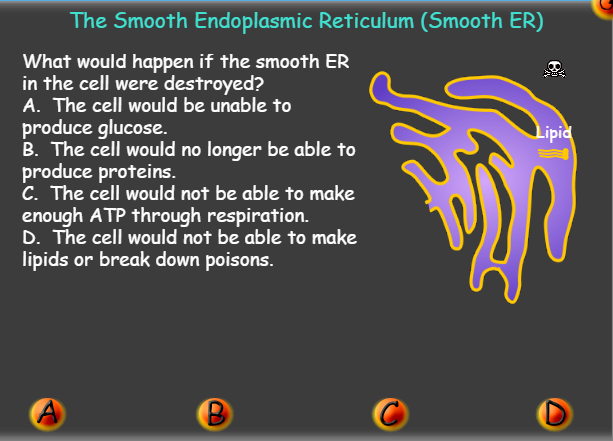 The Smooth Endoplasmic Reticulum (Smooth ER)
What would happen if the smooth ER
in the cell were destroyed?
A. The cell would be unable to
produce glucose.
B. The cell would no longer be able to
produce proteins.
C. The cell would not be able to make
enough ATP through respiration.
D. The cell would not be able to make
lipids or break down poisons.
Lipid
A B C D